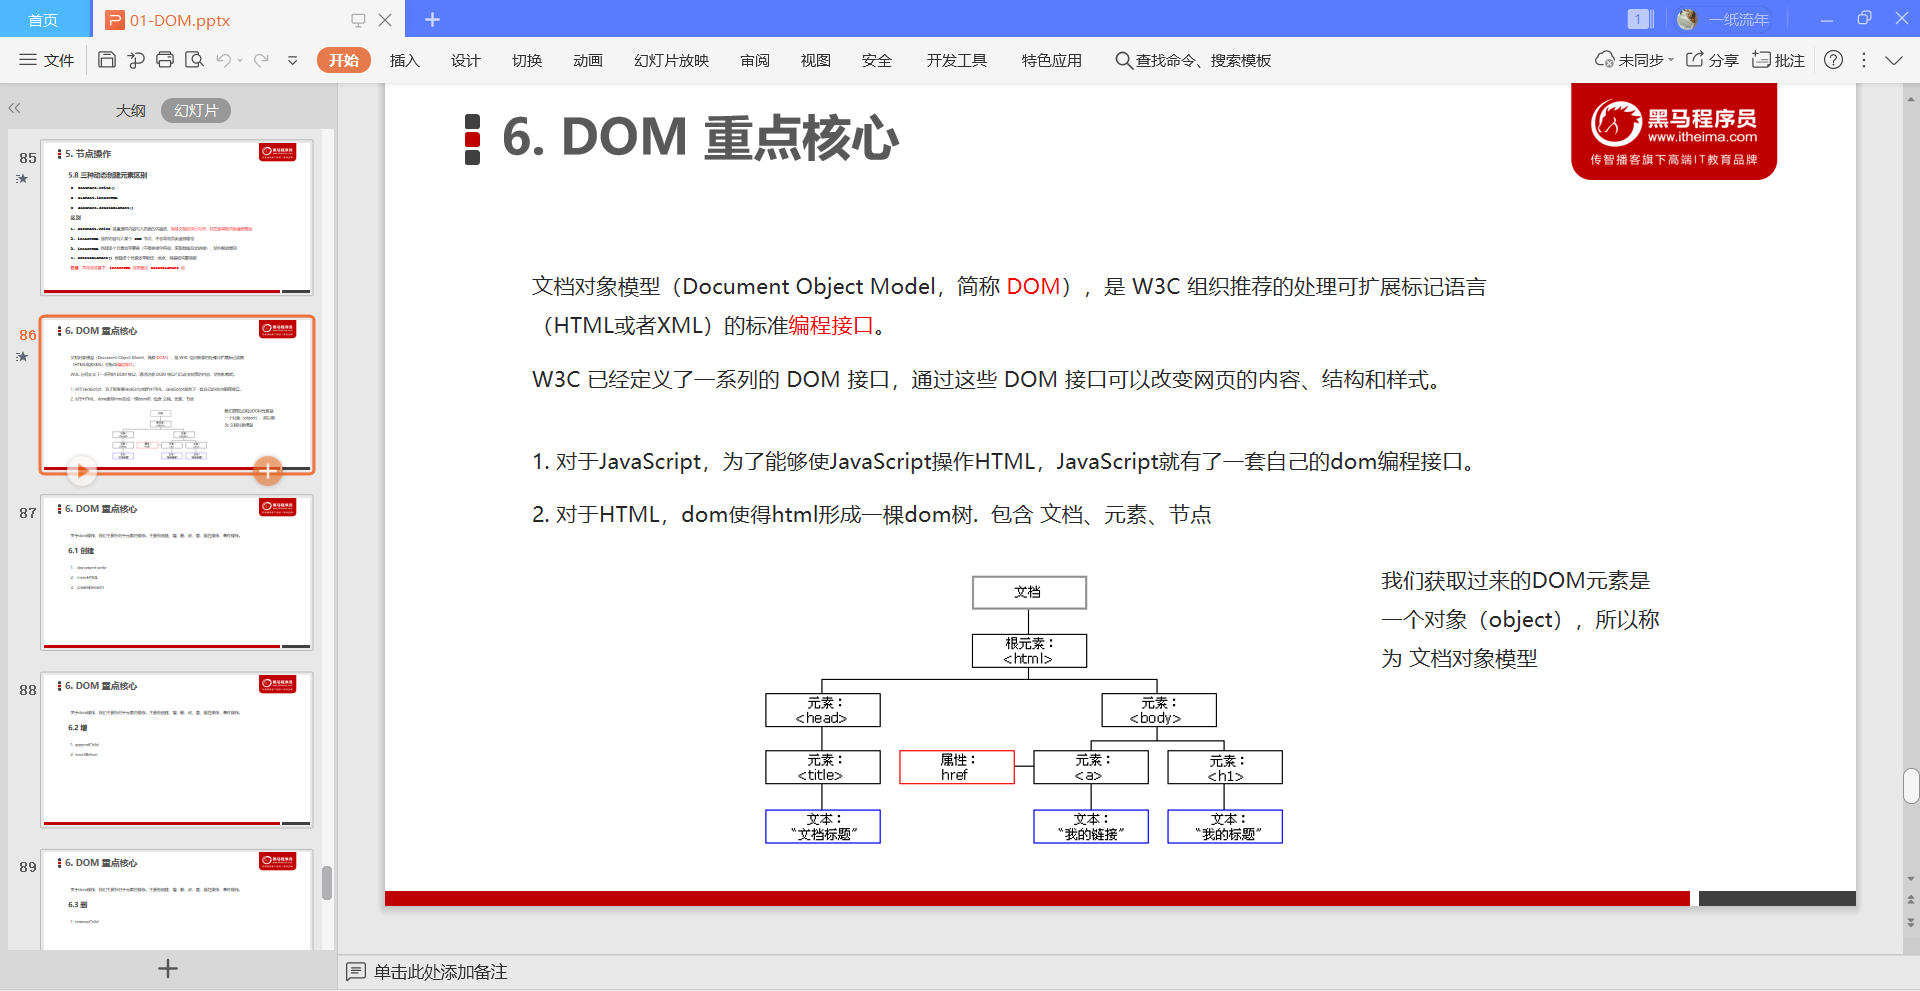 首页
01-DOM.pptx
1
一纸流年
文件
开始
插入
设计
切换
动画
幻灯片放映
审阅
视图
安全
开发工具
特色应用
查找命令、搜索模板
未同步
分享
批注
大纲
幻灯片
85
5. 节点操作
5.8 三种动态创建元素区别
区别
86
6. DOM 重点核心
87
6. DOM 重点核心
6.1 创建
1. document.write
2. innerHTML
3. createElement
88
6. DOM 重点核心
6.2 增
1. appendChild
2. insertBefore
89
6. DOM 重点核心
6.3 删
1. removeChild
6. DOM 重点核心
黑马程序员
www.itheima.com
传智播客旗下高端IT教育品牌
文档对象模型（Document Object Model，简称 DOM），是 W3C 组织推荐的处理可扩展标记语言
（HTML或者XML）的标准编程接口。
W3C 已经定义了一系列的 DOM 接口，通过这些 DOM 接口可以改变网页的内容、结构和样式。
1. 对于JavaScript，为了能够使JavaScript操作HTML，JavaScript就有了一套自己的dom编程接口。
2. 对于HTML，dom使得html形成一棵dom树. 包含 文档、元素、节点
我们获取过来的DOM元素是
一个对象（object），所以称
为 文档对象模型
文档
根元素：
<html>
元素：
<head>
元素：
<body>
元素：
<title>
属性：
href
元素：
<a>
元素：
<h1>
文本：
“文档标题”
文本：
“我的链接”
文本：
“我的标题”
单击此处添加备注